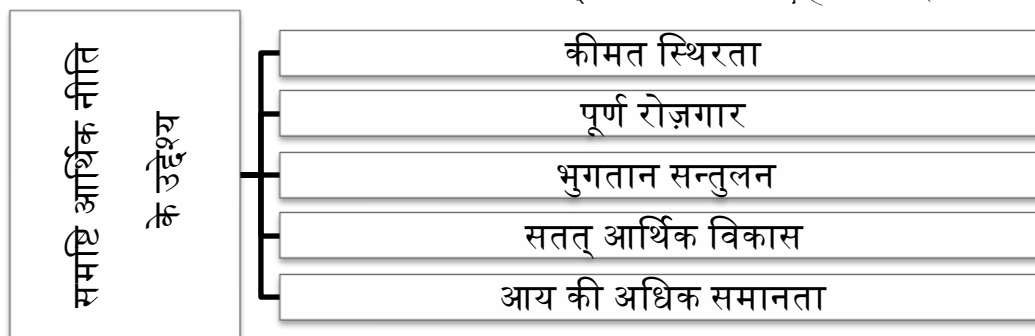 समष्टि आर्थिक नीति
के उद्देश्य
कीमत स्थिरता
पूर्ण रोज़गार
भुगतान सन्तुलन
सतत् आर्थिक विकास
आय की अधिक समानता